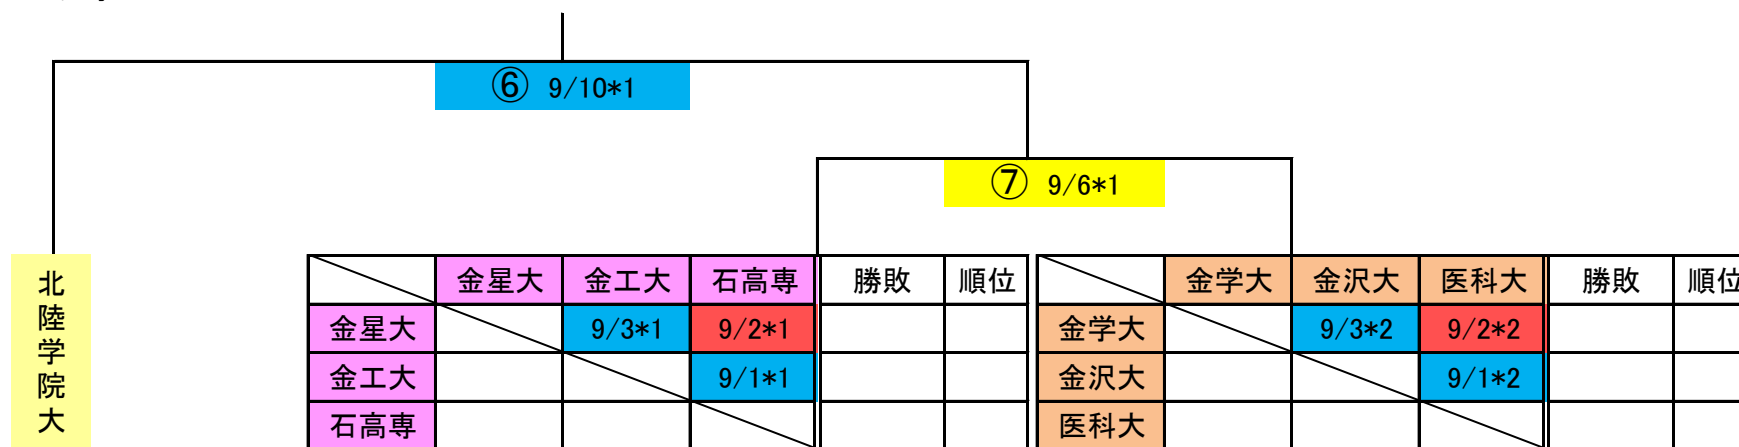 ⑥ 9/10*1
⑦ 9/6*1
北陸学院大
金星大 金工大 石高専 勝敗 順位
金星大 9/3*1 9/2*1
金工大 9/1*1
石高専
金学大 金沢大 医科大 勝敗 順位
金学大 9/3*2 9/2*2
金沢大 9/1*2
医科大